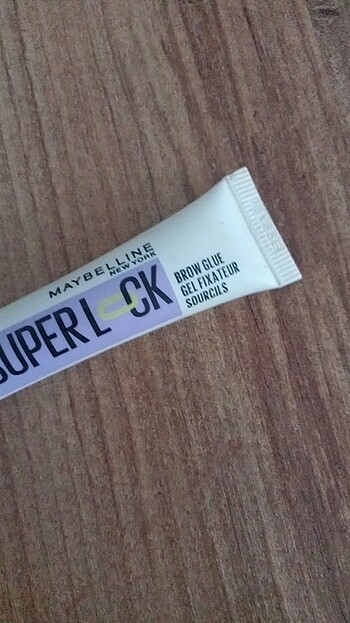 MAYBELLINE
NEW YORK
SUPER LOCK
BROW GLUE
GEL FIXATEUR
SOURCILS